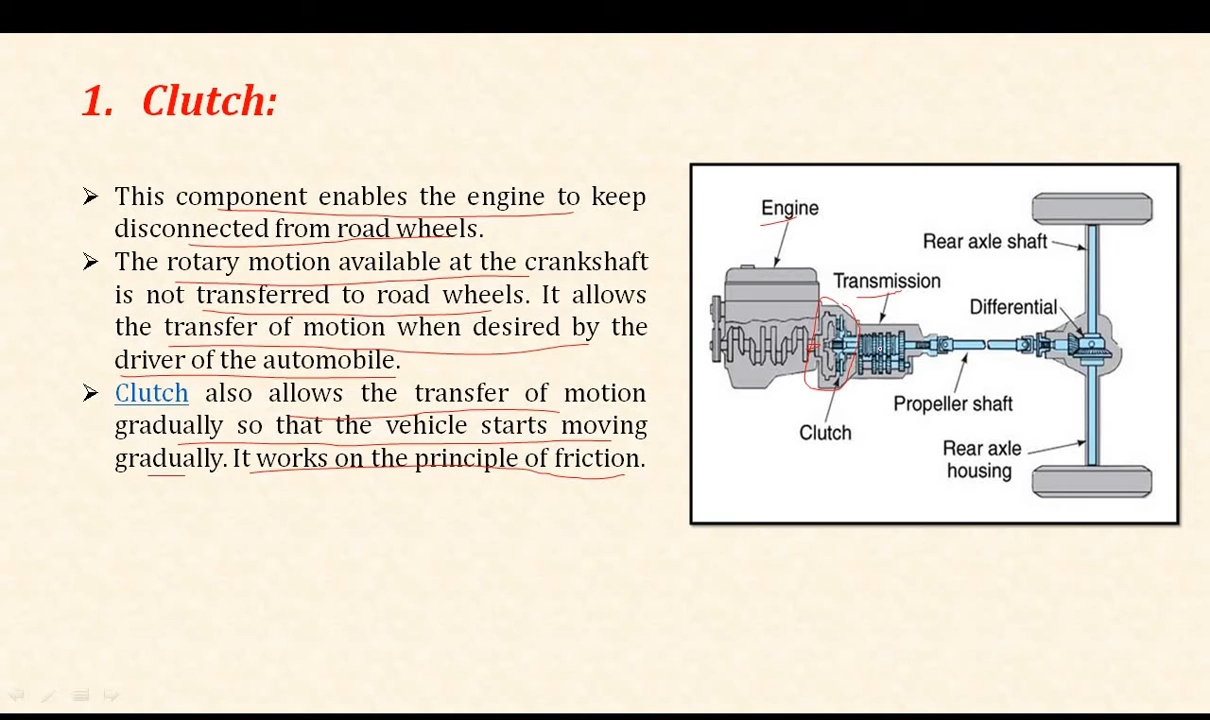 1. Clutch:
➢ This component enables the engine to keep
disconnected from road wheels.
➢ The rotary motion available at the crankshaft
is not transferred to road wheels. It allows
the transfer of motion when desired by the
driver of the automobile.
➢ Clutch also allows the transfer of motion
gradually so that the vehicle starts moving
gradually. It works on the principle of friction.
Engine
Transmission
Clutch
Propeller shaft
Rear axle shaft
Differential
Rear axle
housing